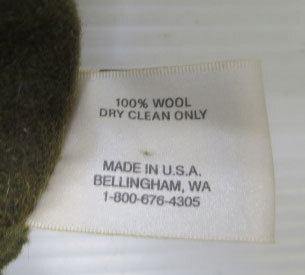 100% WOOL
DRY CLEAN ONLY
MADE IN U.S.A.
BELLINGHAM, WA
1-800-676-4305